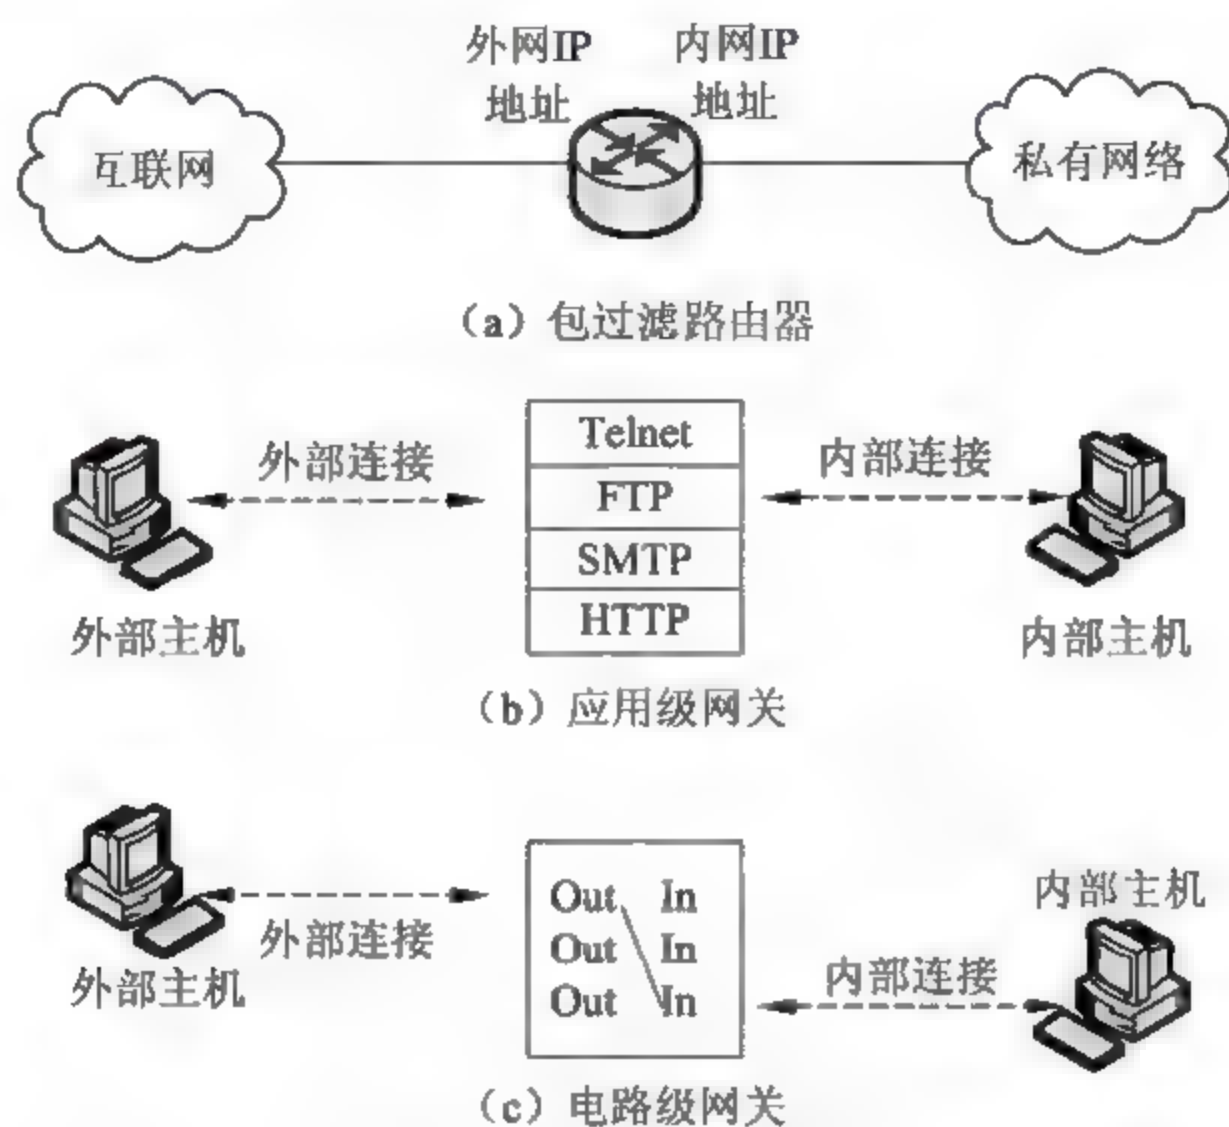 外网IP 内网IP
地址 地址
互联网
私有网络
（a）包过滤路由器
Telnet
外部连接
内部连接
FTP
SMTP
HTTP
外部主机
内部主机
（b）应用级网关
内部主机
Out In
外部连接
Out In
内部连接
外部主机
Out In
（c）电路级网关